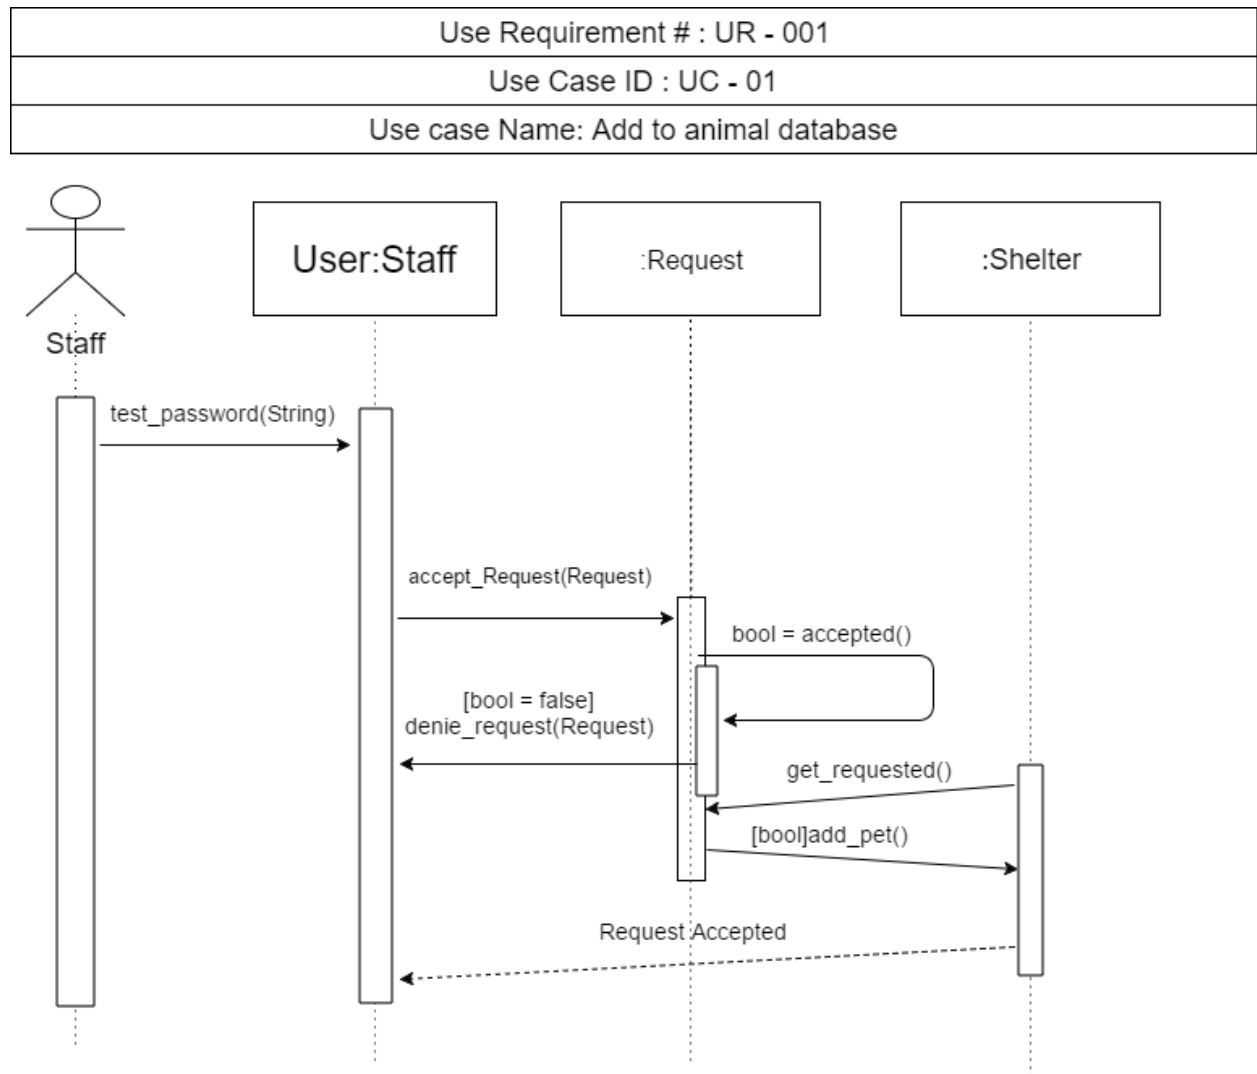 Use Requirement # : UR - 001
Use Case ID : UC - 01
Use case Name: Add to animal database
User:Staff
:Request
:Shelter
Staff
test_password(String)
accept_Request(Request)
bool = accepted()
[bool = false]
denie_request(Request)
get_requested()
[bool]add_pet()
Request Accepted